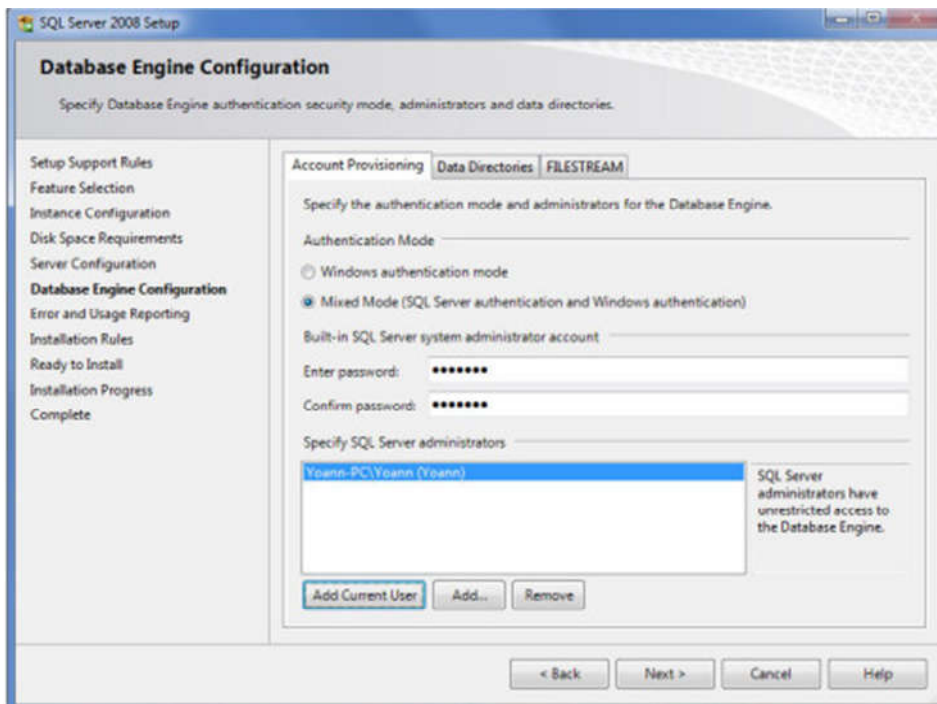 SQL Server 2008 Setup
Database Engine Configuration
Specify Database Engine authentication security mode, administrators and data directories.
Setup Support Rules
Feature Selection
Instance Configuration
Disk Space Requirements
Server Configuration
Database Engine Configuration
Error and Usage Reporting
Installation Rules
Ready to Install
Installation Progress
Complete
Account Provisioning Data Directories FILESTREAM
Specify the authentication mode and administrators for the Database Engine.
Authentication Mode
Windows authentication mode
Mixed Mode (SQL Server authentication and Windows authentication)
Built-in SQL Server system administrator account
Enter password: •••••••
Confirm password: •••••••
Specify SQL Server administrators
Yoann-PC\Yoann (Yoann)
SQL Server
administrators have
unrestricted access to
the Database Engine.
Add Current User Add... Remove
< Back Next > Cancel Help